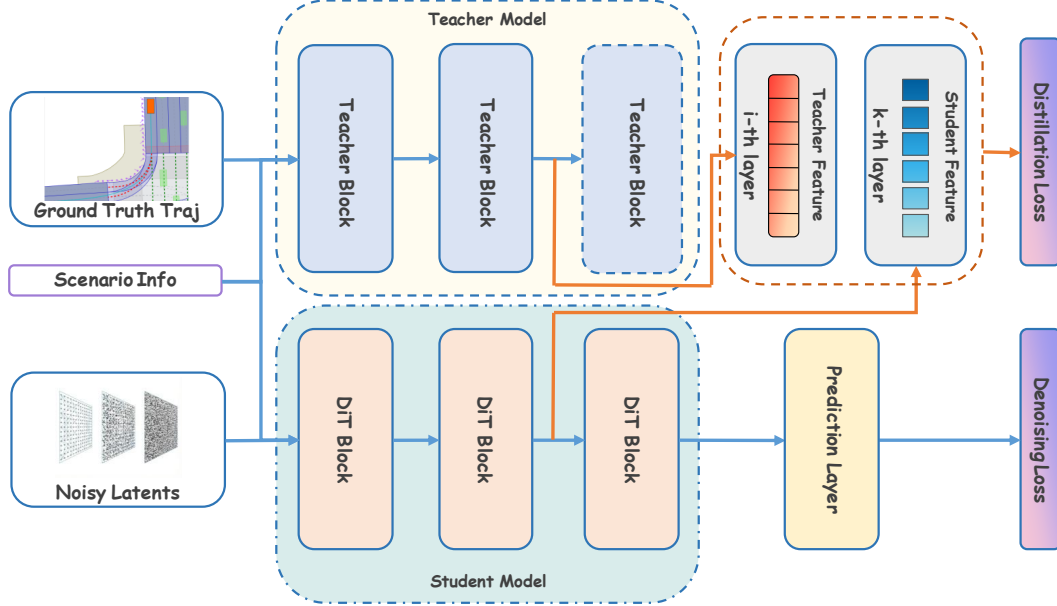 Teacher Model
Ground Truth Traj
Scenario Info
Noisy Latents
Teacher Block
Teacher Block
Teacher Block
Teacher Feature
i-th layer
Student Feature
k-th layer
Distillation Loss
DiT Block
DiT Block
DiT Block
Prediction Layer
Denoising Loss
Student Model